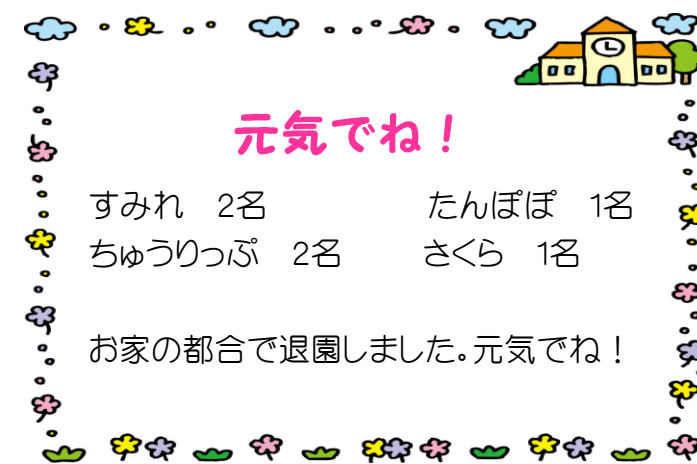 元気でね！
すみれ　2名　　　　　たんぽぽ　1名
ちゅうりっぷ　2名　　さくら　1名
お家の都合で退園しました。元気でね！